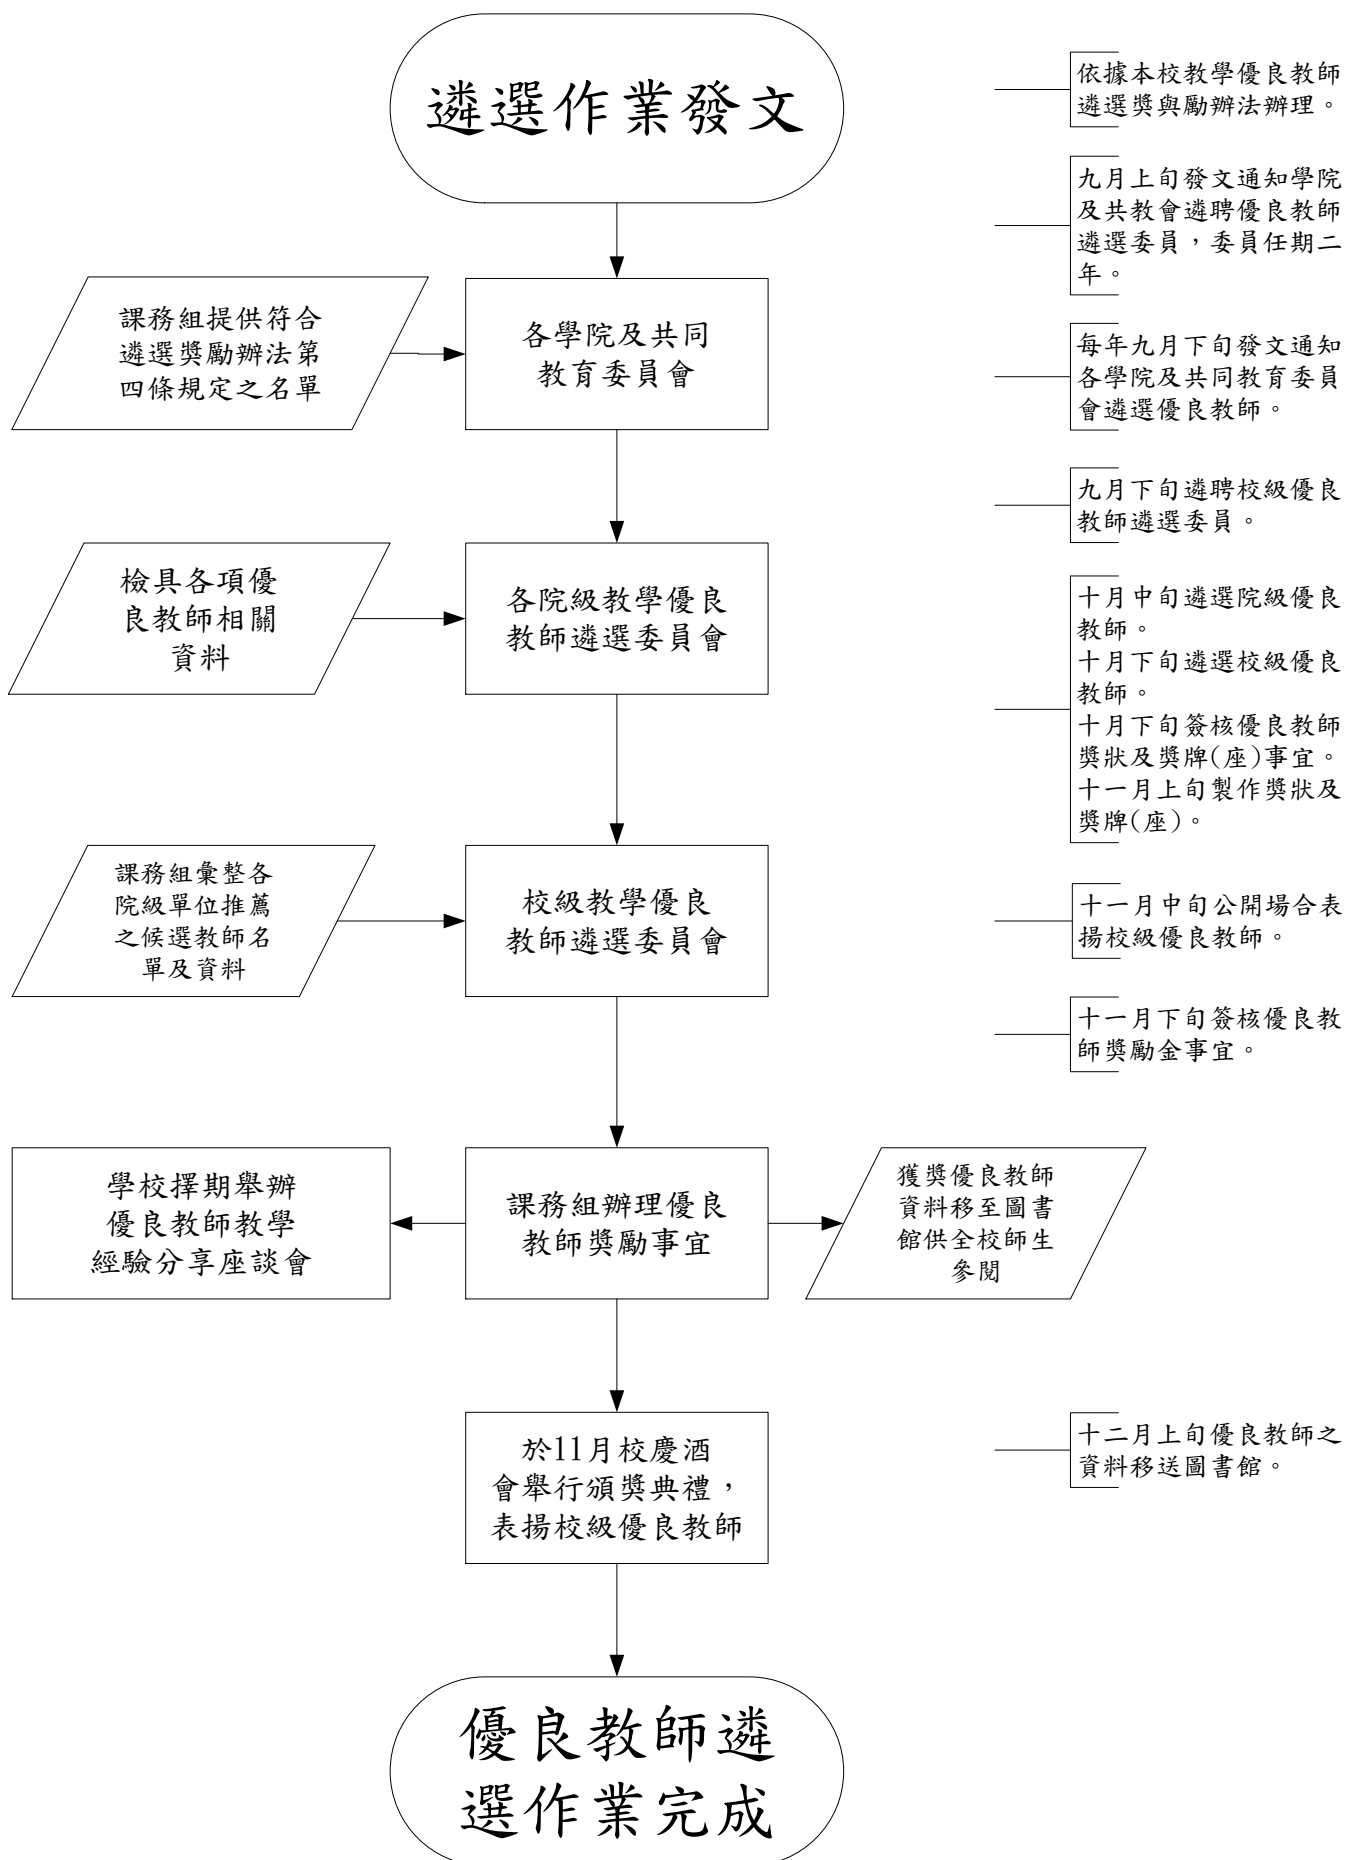 遴選作業發文
依據本校教學優良教師
遴選獎與勵辦法辦理。
九月上旬發文通知學院
及共教會遴聘優良教師
遴選委員，委員任期二
年。
課務組提供符合
遴選獎勵辦法第
四條規定之名單
各學院及共同
教育委員會
每年九月下旬發文通知
各學院及共同教育委員
會遴選優良教師。
九月下旬遴聘校級優良
教師遴選委員。
檢具各項優
良教師相關
資料
各院級教學優良
教師遴選委員會
十月中旬遴選院級優良
教師。
十月下旬遴選校級優良
教師。
十月下旬簽核優良教師
獎狀及獎牌(座)事宜。
十一月上旬製作獎狀及
獎牌(座)。
課務組彙整各
院級單位推薦
之候選教師名
單及資料
校級教學優良
教師遴選委員會
十一月中旬公開場合表
揚校級優良教師。
十一月下旬簽核優良教
師獎勵金事宜。
學校擇期舉辦
優良教師教學
經驗分享座談會
課務組辦理優良
教師獎勵事宜
獲獎優良教師
資料移至圖書
館供全校師生
參閱
於11月校慶酒
會舉行頒獎典禮，
表揚校級優良教師
十二月上旬優良教師之
資料移送圖書館。
優良教師遴
選作業完成